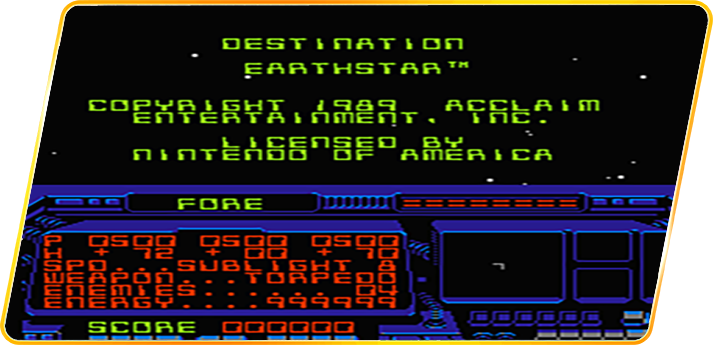 DESTINATION
EARTHSTAR™
COPYRIGHT 1989 ACCLAIM
ENTERTAINMENT, INC.
LICENSED BY
NINTENDO OF AMERICA
FORE
P 0500 0500 0500
H + 72 + 00 + 70
SPD...SUBLIGHT 8
WEAPONS..TORPEDO
ENEMIES.......04
ENERGY....999999
SCORE 000000